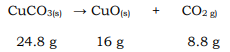 CuCO3(s) → CuO(s) + CO2 g)
24.8 g 16 g 8.8 g